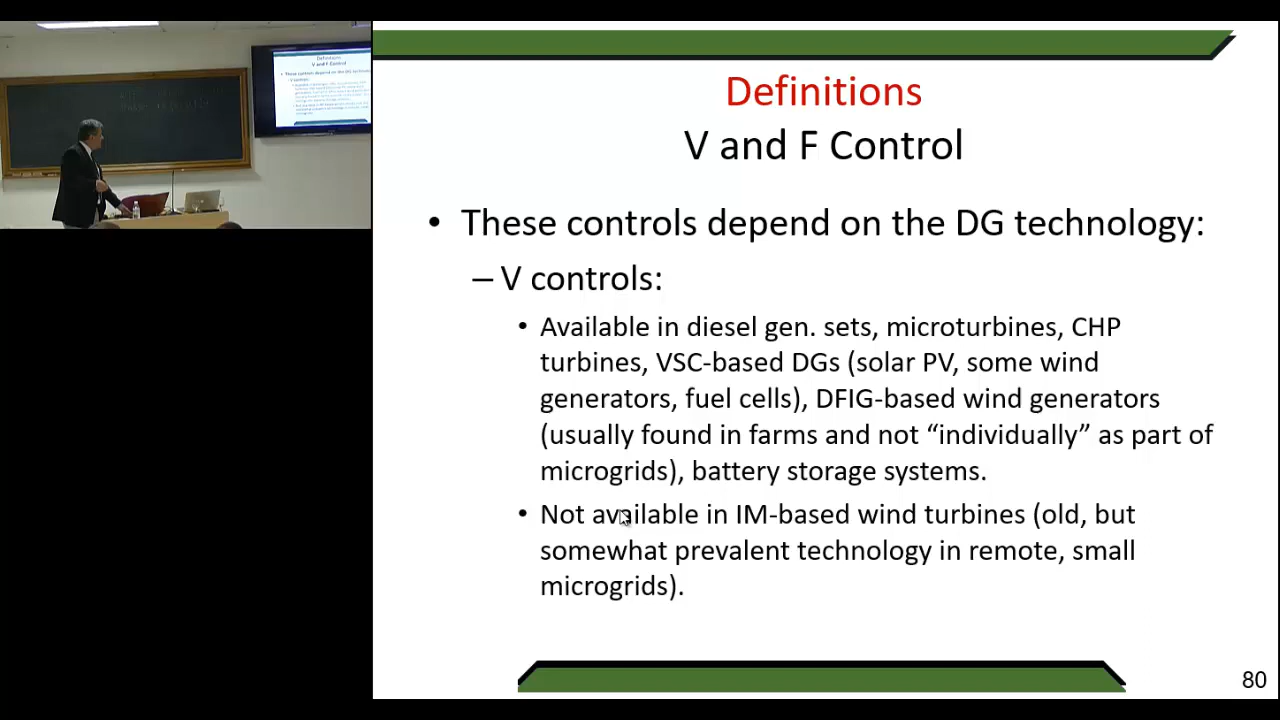 Definitions
V and F Control
• These controls depend on the DG technology:
– V controls:
• Available in diesel gen. sets, microturbines, CHP
turbines, VSC-based DGs (solar PV, some wind
generators, fuel cells), DFIG-based wind generators
(usually found in farms and not “individually” as part of
microgrids), battery storage systems.
• Not available in IM-based wind turbines (old, but
somewhat prevalent technology in remote, small
microgrids).
80
Definitions
V and F Control